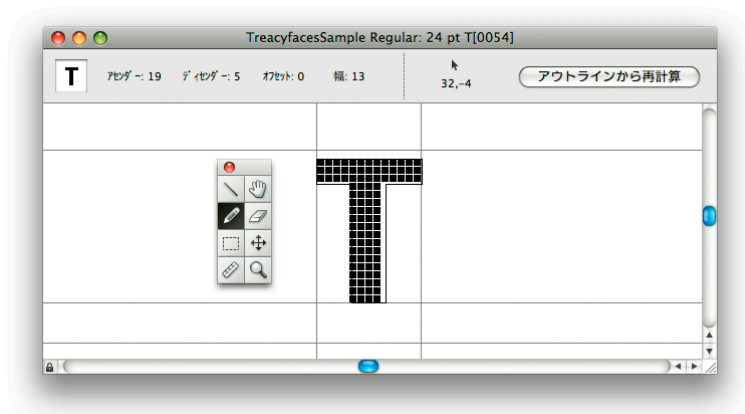 TreacyfacesSample Regular: 24 pt T[0054]
T ｱｾﾝﾀﾞｰ: 19 ﾃﾞｨｾﾝﾀﾞｰ: 5 ｵﾌｾｯﾄ: 0 幅: 13 32,-4 アウトラインから再計算
T